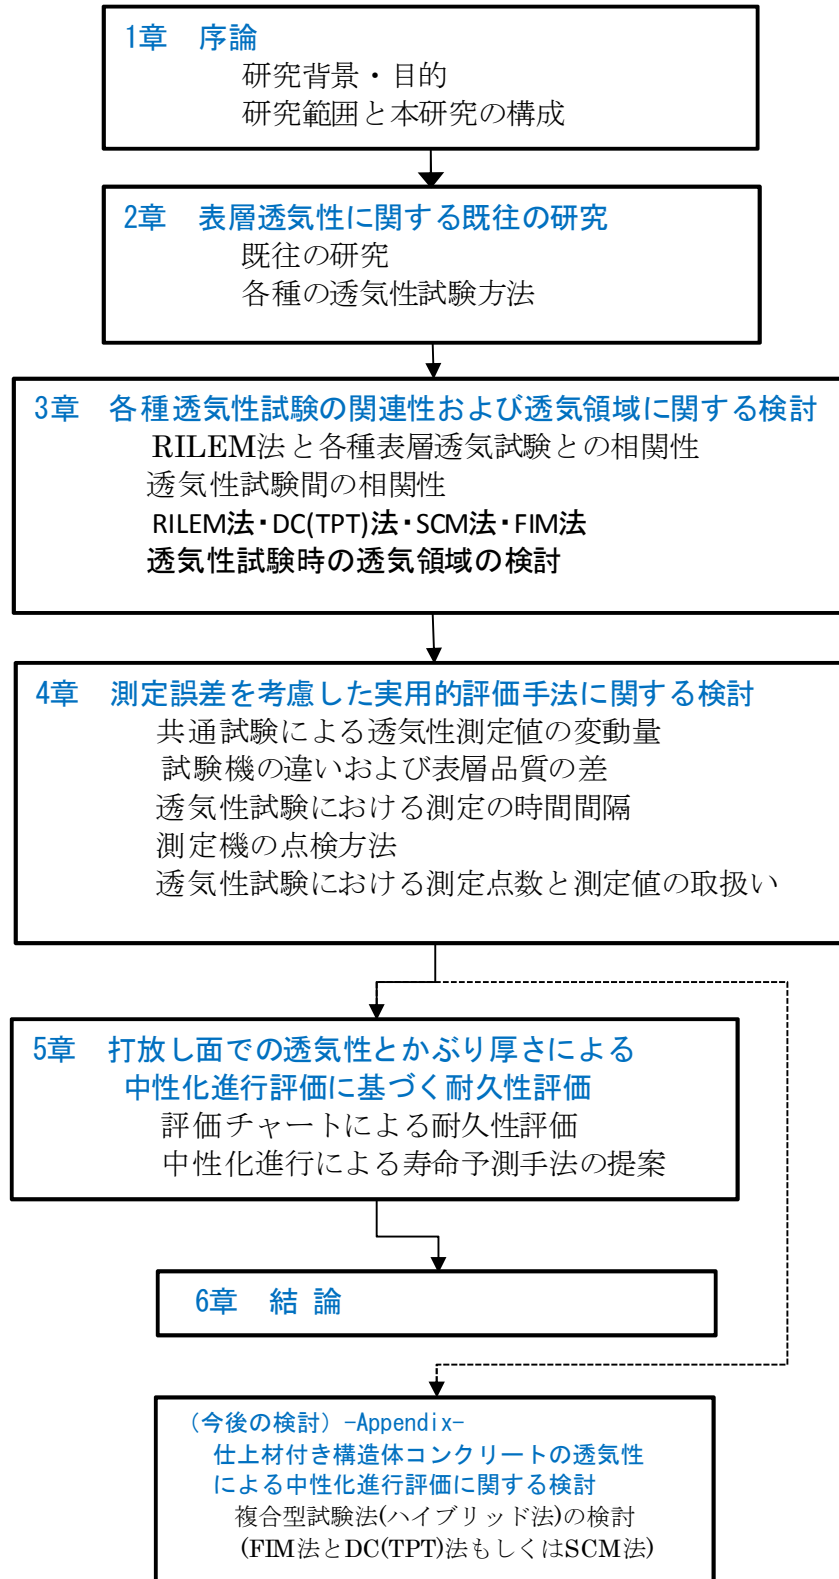 1章　序論
研究背景・目的
研究範囲と本研究の構成
2章　表層透気性に関する既往の研究
既往の研究
各種の透気性試験方法
3章　各種透気性試験の関連性および透気領域に関する検討
RILEM法と各種表層透気試験との相関性
透気性試験間の相関性
RILEM法・DC(TPT)法・SCM法・FIM法
透気性試験時の透気領域の検討
4章　測定誤差を考慮した実用的評価手法に関する検討
共通試験による透気性測定値の変動量
試験機の違いおよび表層品質の差
透気性試験における測定の時間間隔
測定機の点検方法
透気性試験における測定点数と測定値の取扱い
5章　打放し面での透気性とかぶり厚さによる
中性化進行評価に基づく耐久性評価
評価チャートによる耐久性評価
中性化進行による寿命予測手法の提案
6章　結 論
（今後の検討）-Appendix-
仕上材付き構造体コンクリートの透気性
による中性化進行評価に関する検討
複合型試験法(ハイブリッド法)の検討
(FIM法とDC(TPT)法もしくはSCM法)